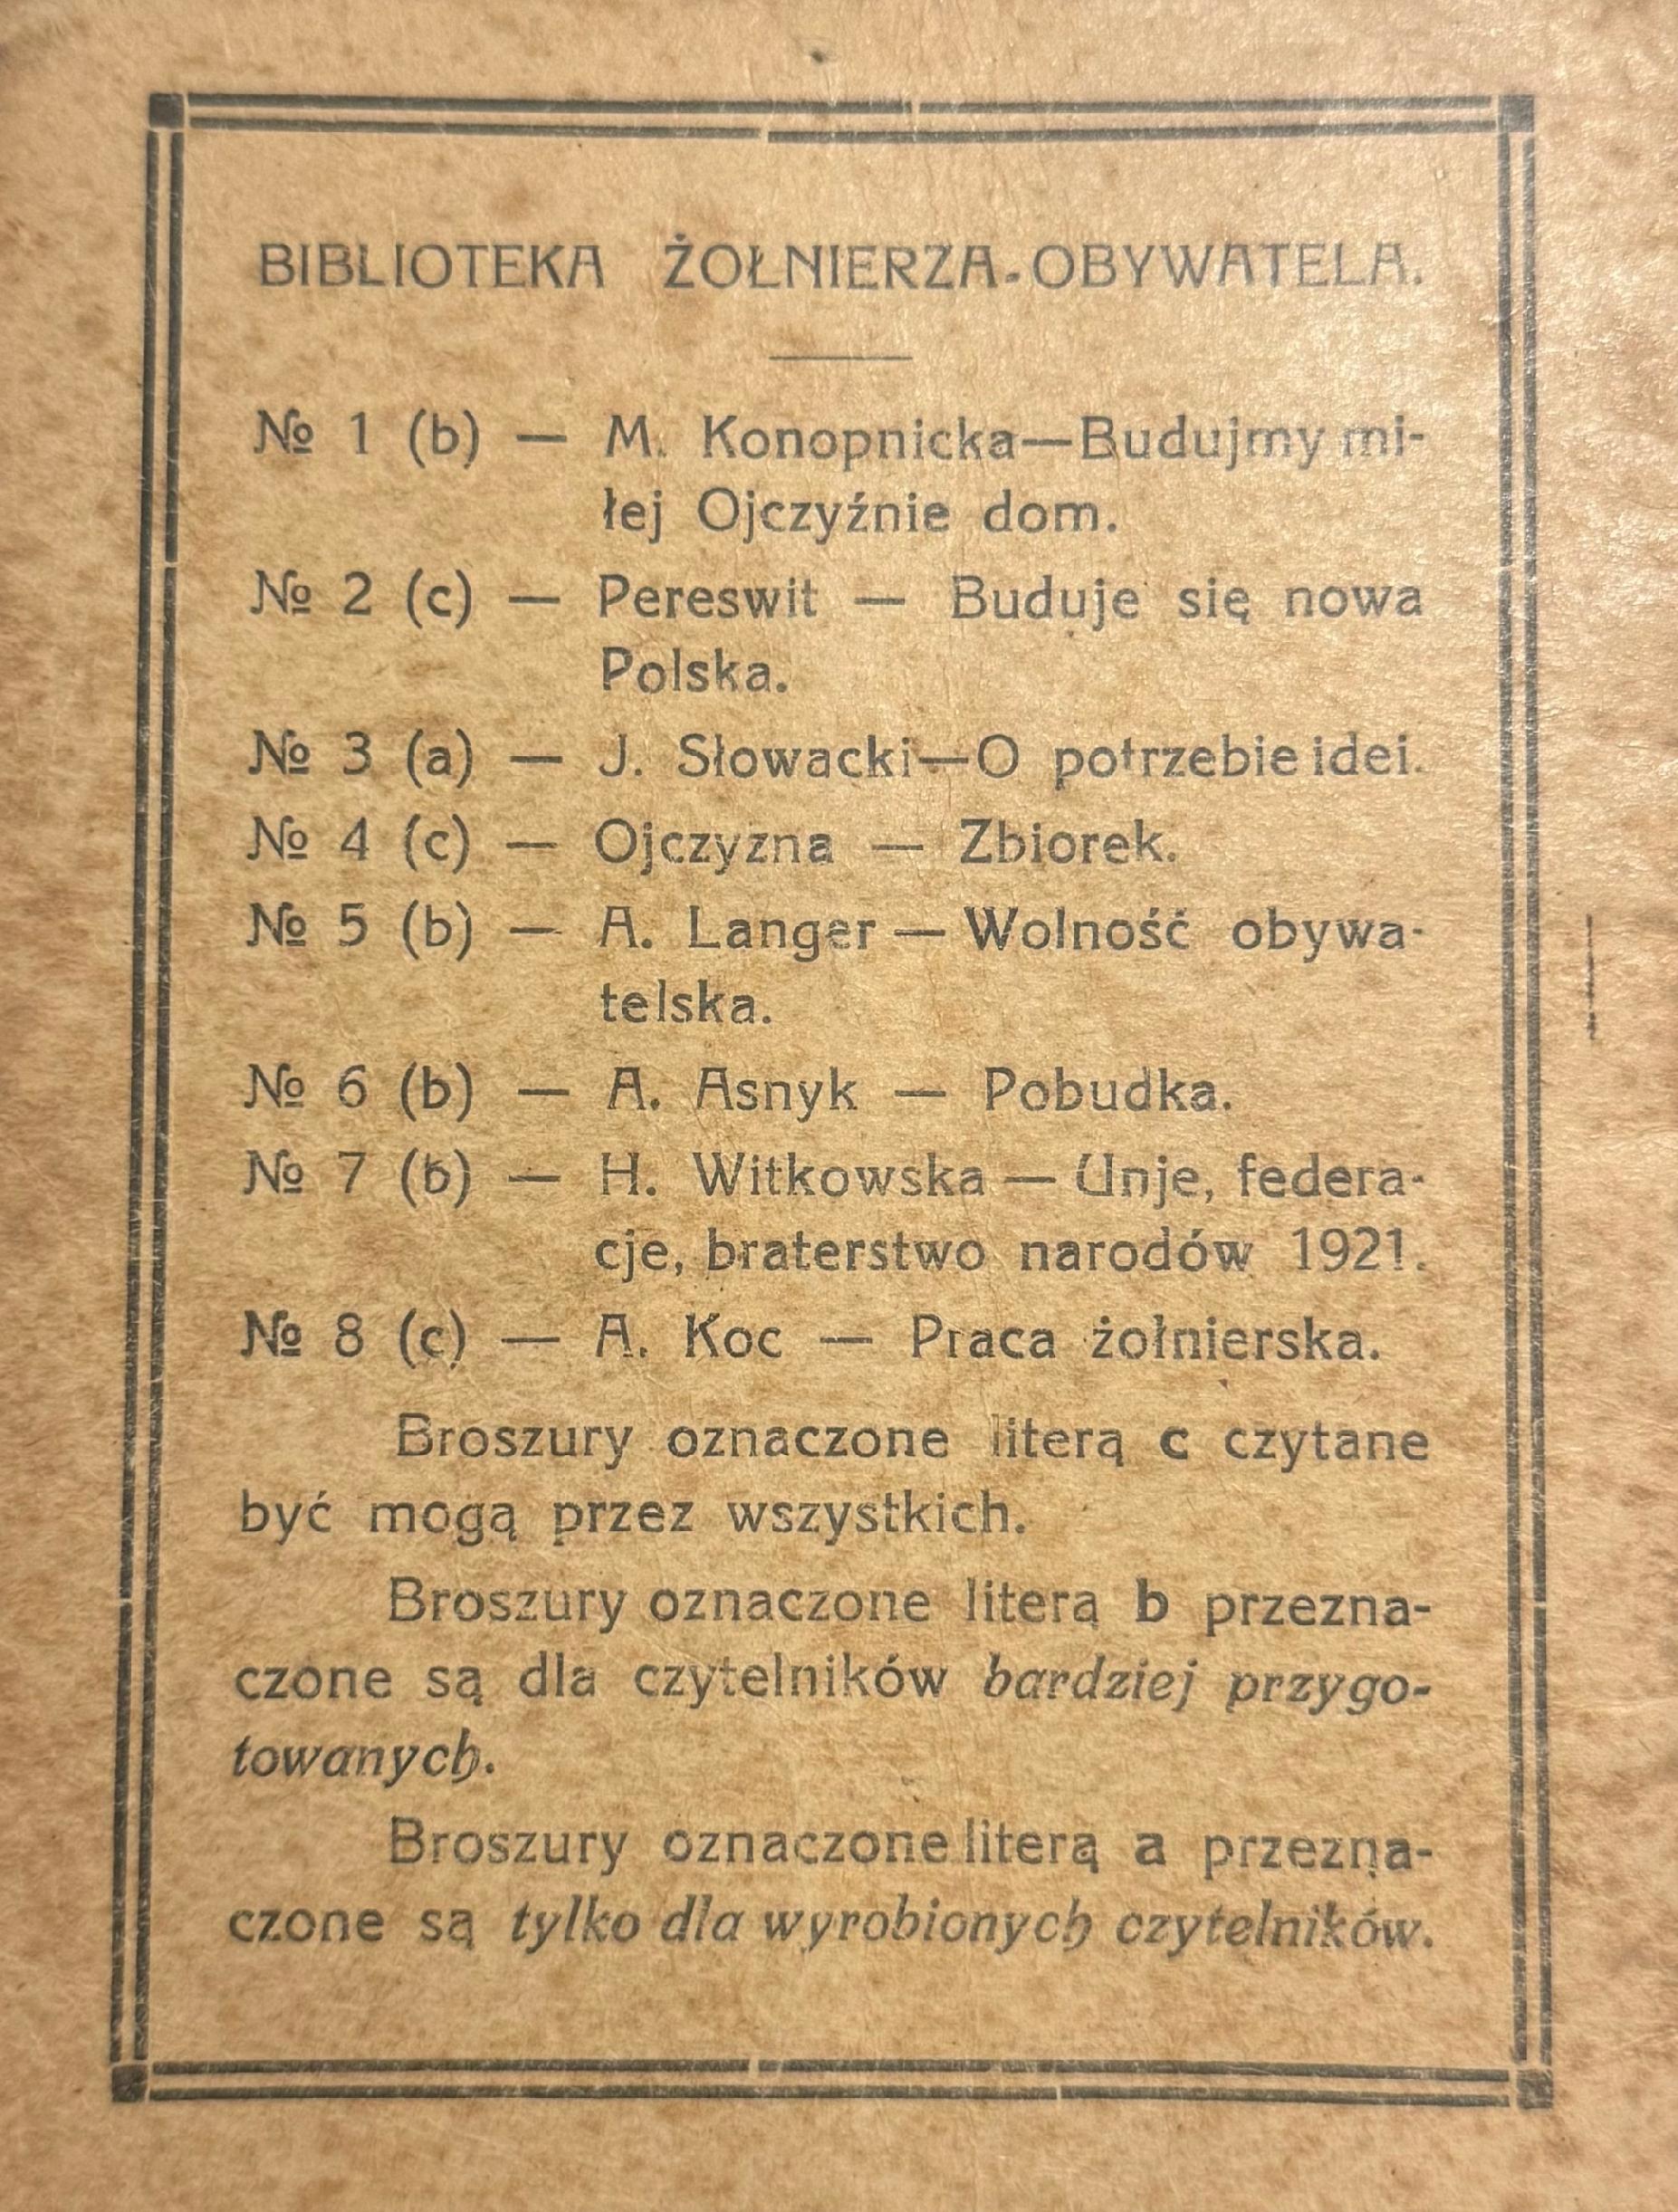 BIBLIOTEKA ŻOŁNIERZA-OBYWATELA.
№ 1 (b) — M. Konopnicka—Budujmy mi-
łej Ojczyźnie dom.
№ 2 (c) — Pereswit — Buduje się nowa
Polska.
№ 3 (a) — J. Słowacki—O potrzebie idei.
№ 4 (c) — Ojczyzna — Zbiorek.
№ 5 (b) — A. Langer — Wolność obywa-
telska.
№ 6 (b) — A. Asnyk — Pobudka.
№ 7 (b) — H. Witkowska — Unje, federa-
cje, braterstwo narodów 1921.
№ 8 (c) — A. Koc — Praca żołnierska.
Broszury oznaczone literą c czytane
być mogą przez wszystkich.
Broszury oznaczone literą b przezna-
czone są dla czytelników bardziej przygo-
towanych.
Broszury oznaczone literą a przezna-
czone są tylko dla wyrobionych czytelników.